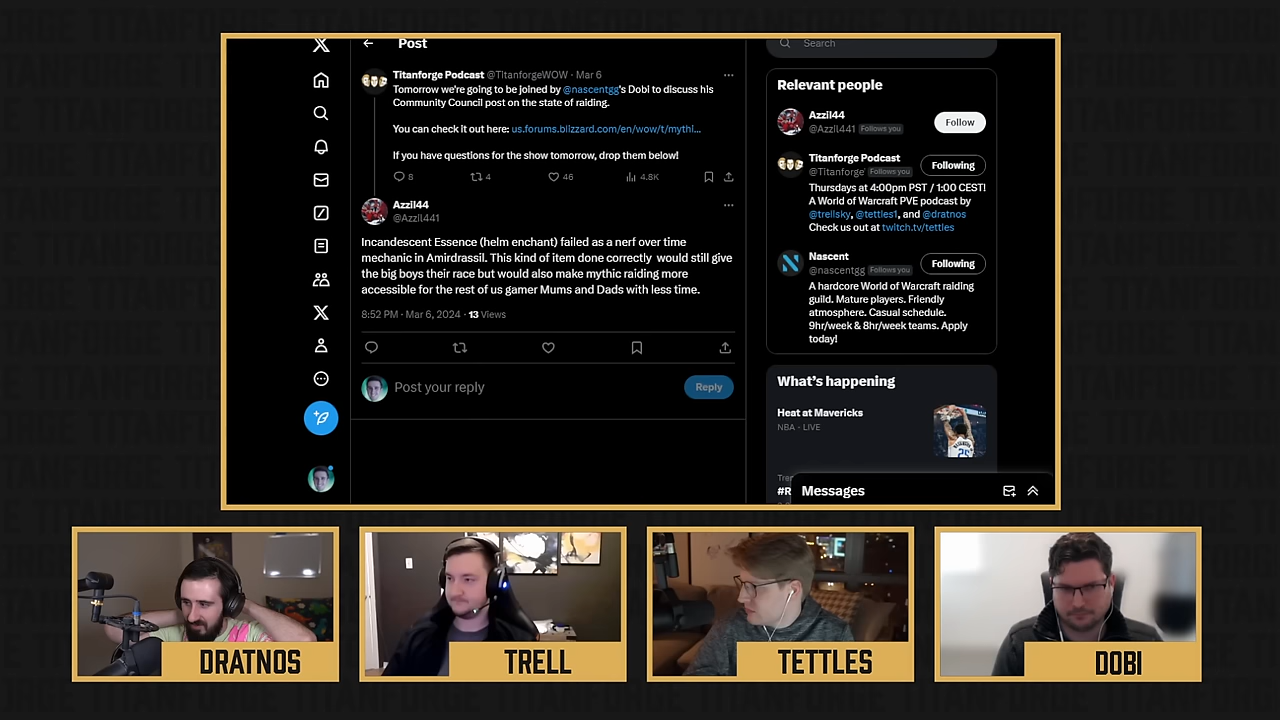 Post
Search
Titanforge Podcast @TitanforgeWOW · Mar 6
Tomorrow we're going to be joined by @nascentgg's Dobi to discuss his
Community Council post on the state of raiding.
You can check it out here: us.forums.blizzard.com/en/wow/t/mythi...
If you have questions for the show tomorrow, drop them below!
8 4 46 4.8K
Azzil44
@Azzil441
Incandescent Essence (helm enchant) failed as a nerf over time
mechanic in Amirdrassil. This kind of item done correctly would still give
the big boys their race but would also make mythic raiding more
accessible for the rest of us gamer Mums and Dads with less time.
8:52 PM · Mar 6, 2024 · 13 Views
Post your reply
Reply
Relevant people
Azzil44
@Azzil441 Follows you
Follow
Titanforge Podcast
@Titanforge Follows you
Following
Thursdays at 4:00pm PST / 1:00 CEST!
A World of Warcraft PVE podcast by
@trellsky, @tettles1, and @dratnos
Check us out at twitch.tv/tettles
Nascent
@nascentgg Follows you
Following
A hardcore World of Warcraft raiding
guild. Mature players. Friendly
atmosphere. Casual schedule.
9hr/week & 8hr/week teams. Apply
today!
What's happening
Heat at Mavericks
NBA · LIVE
Tre
#R
Messages
DRATNOS
TRELL
TETTLES
DOBI